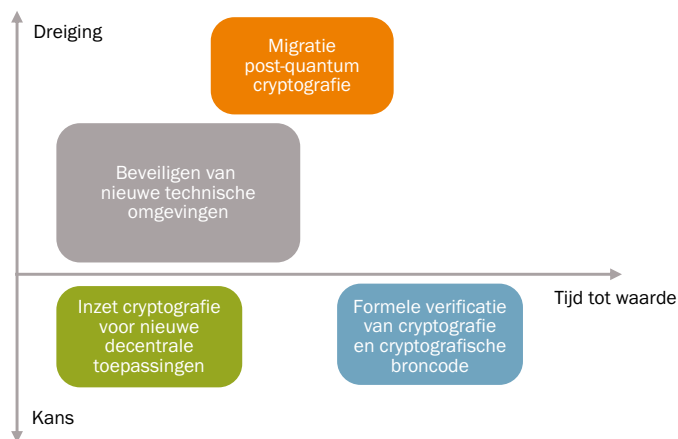 Dreiging
Migratie
post-quantum
cryptografie
Beveiligen van
nieuwe technische
omgevingen
Tijd tot waarde
Inzet cryptografie
voor nieuwe
decentrale
toepassingen
Formele verificatie
van cryptografie
en cryptografische
broncode
Kans